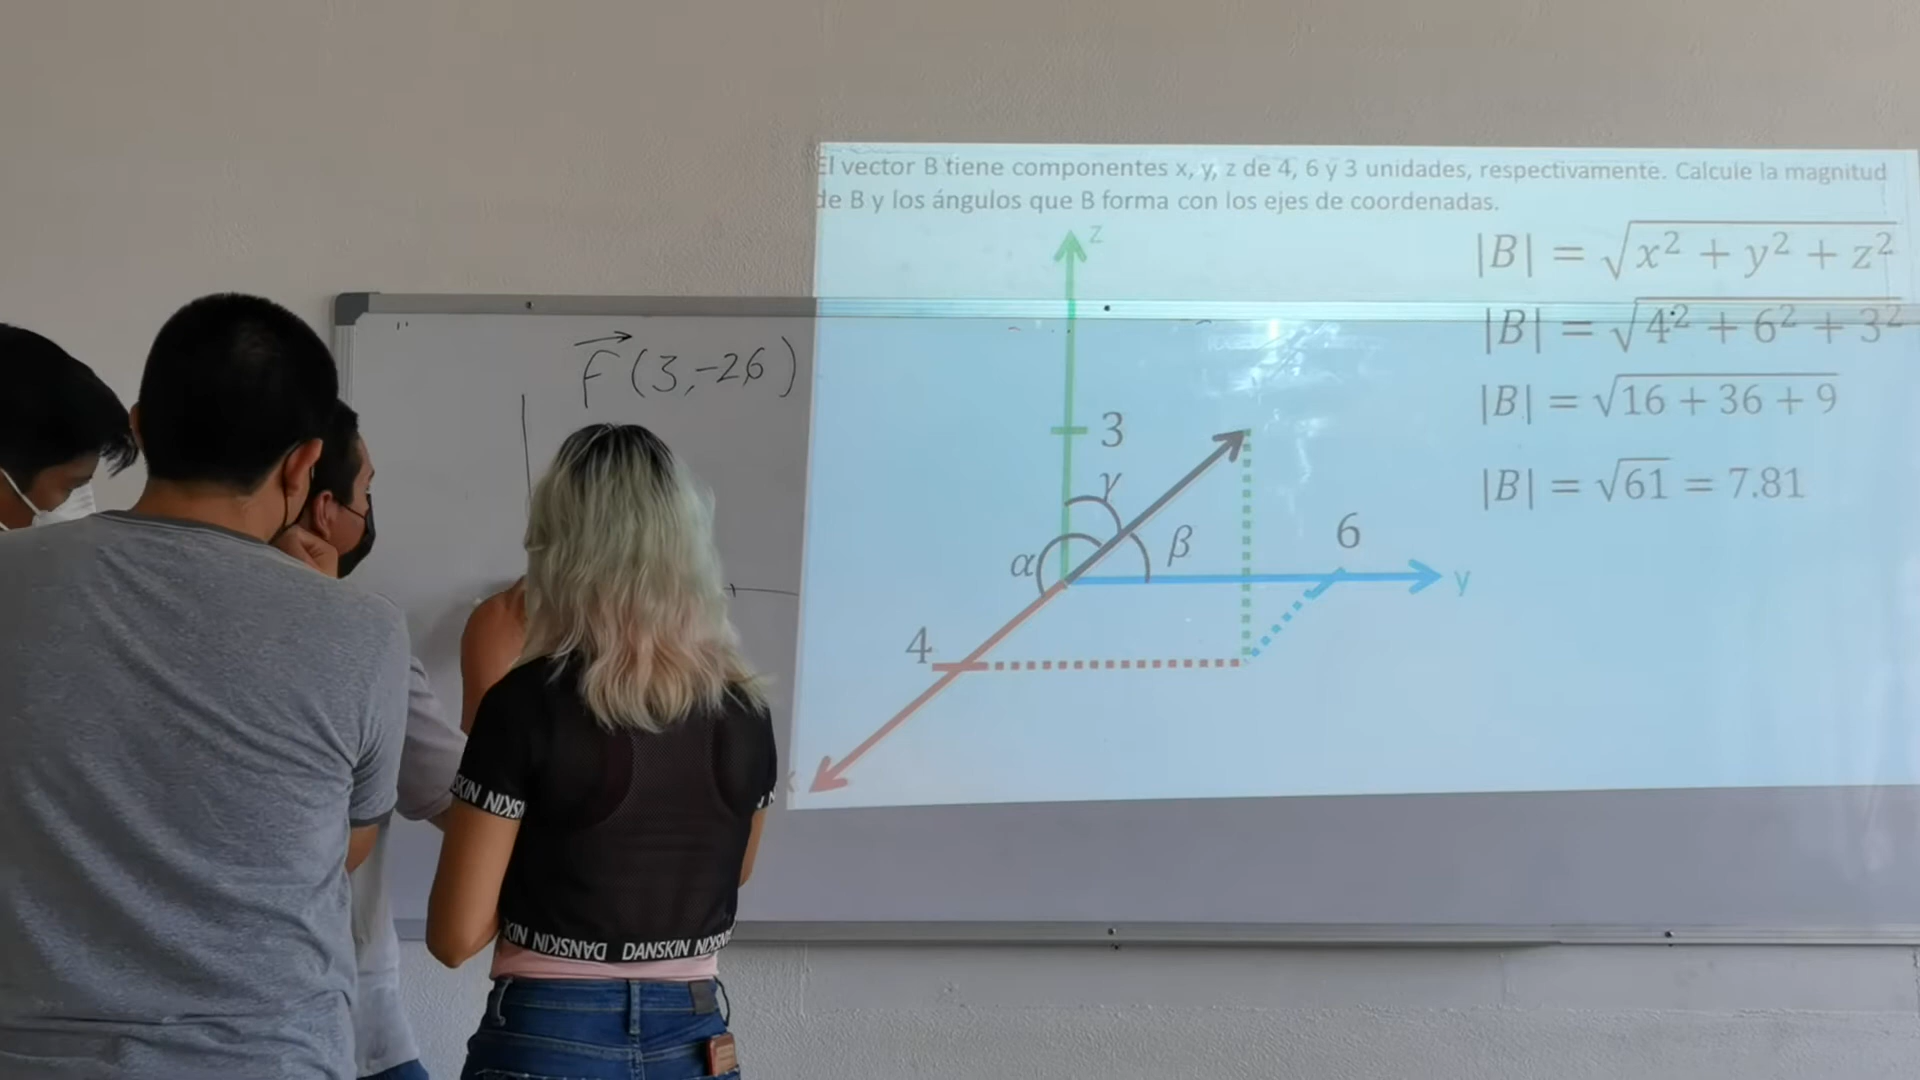 El vector B tiene componentes x, y, z de 4, 6 y 3 unidades, respectivamente. Calcule la magnitud
de B y los ángulos que B forma con los ejes de coordenadas.
z
|B| = √x² + y² + z²
|B| = √4² + 6² + 3²
F (3,-26)
|B| = √16 + 36 + 9
3
γ
|B| = √61 = 7.81
6
β
α
y
4
DANSKIN DANSKIN